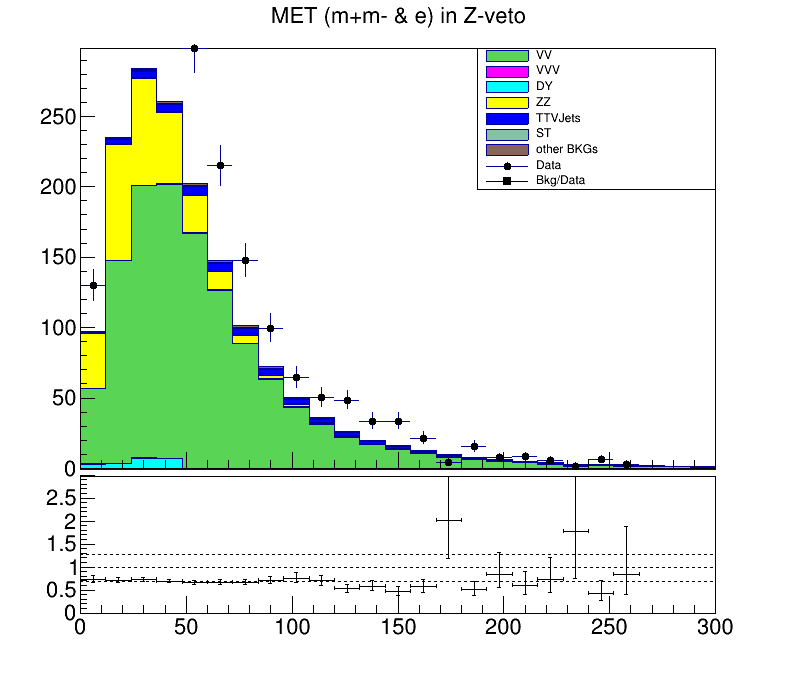 MET (m+m- & e) in Z-veto
VV
VVV
DY
ZZ
TTVJets
ST
other BKGs
Data
Bkg/Data
250
200
150
100
50
0
2.5
2
1.5
1
0.5
0
0 50 100 150 200 250 300